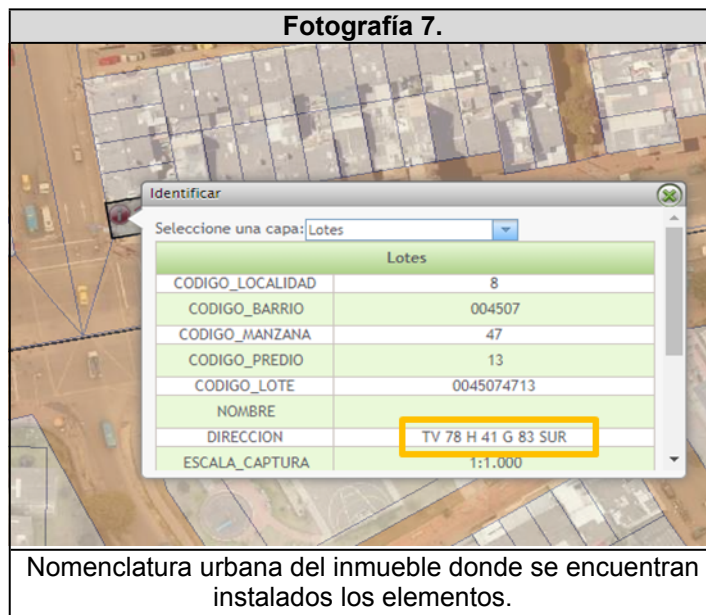 Fotografía 7.
Identificar
Seleccione una capa: Lotes
Lotes
CODIGO_LOCALIDAD 8
CODIGO_BARRIO 004507
CODIGO_MANZANA 47
CODIGO_PREDIO 13
CODIGO_LOTE 0045074713
NOMBRE
DIRECCION TV 78 H 41 G 83 SUR
ESCALA_CAPTURA 1:1.000
Nomenclatura urbana del inmueble donde se encuentran
instalados los elementos.